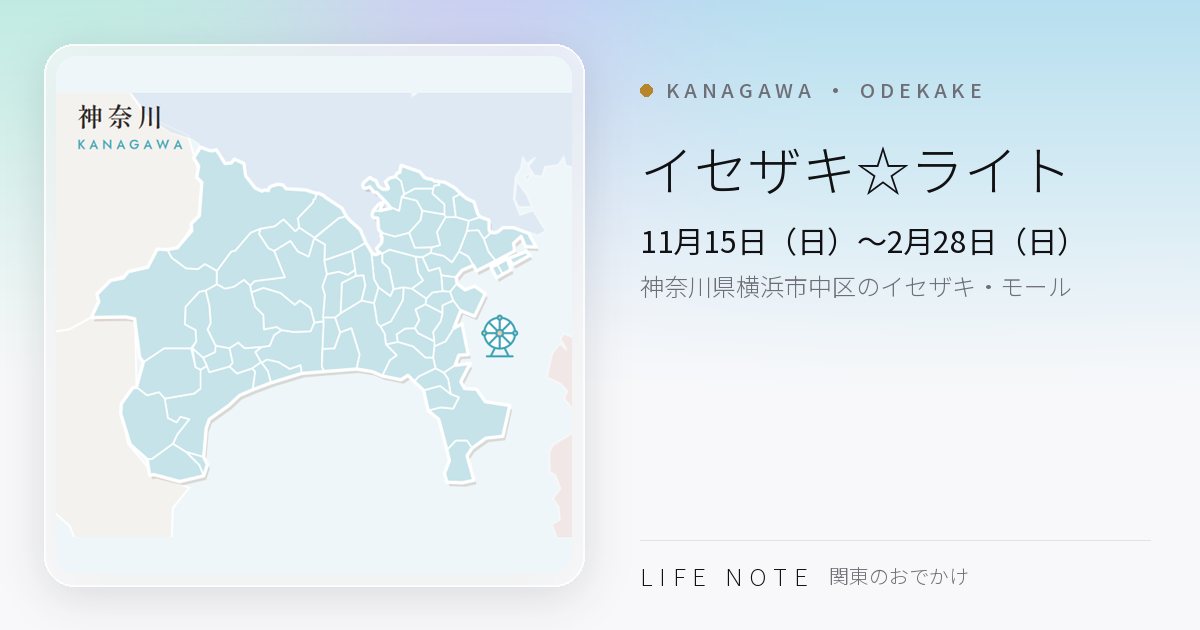 神奈川
KANAGAWA
KANAGAWA • ODEKAKE
イセザキ☆ライト
11月15日（日）〜2月28日（日）
神奈川県横浜市中区のイセザキ・モール
LIFE NOTE 関東のおでかけ